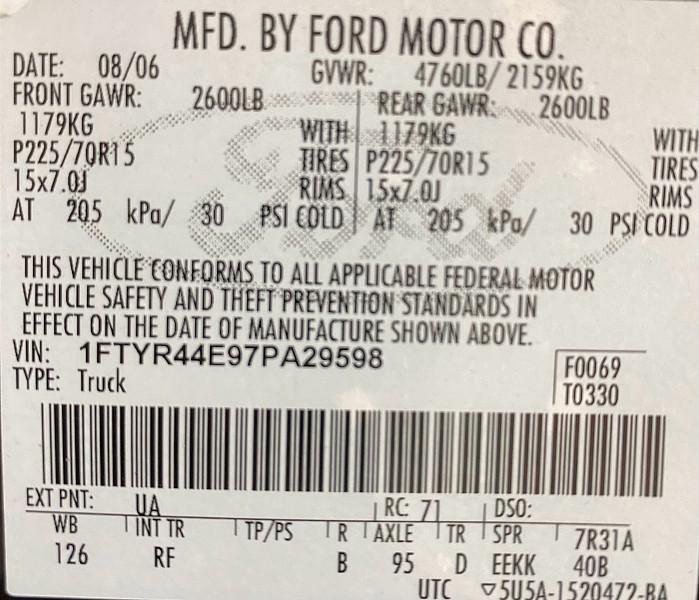 MFD. BY FORD MOTOR CO.
DATE: 08/06 GVWR: 4760LB/ 2159KG
FRONT GAWR: 2600LB REAR GAWR: 2600LB
1179KG WITH 1179KG WITH
P225/70R15 TIRES P225/70R15 TIRES
15x7.0J RIMS 15x7.0J RIMS
AT 205 kPa/ 30 PSI COLD AT 205 kPa/ 30 PSI COLD
THIS VEHICLE CONFORMS TO ALL APPLICABLE FEDERAL MOTOR
VEHICLE SAFETY AND THEFT PREVENTION STANDARDS IN
EFFECT ON THE DATE OF MANUFACTURE SHOWN ABOVE.
VIN: 1FTYR44E97PA29598
TYPE: Truck
F0069
T0330
EXT PNT: UA RC: 71 DSO:
WB INT TR TP/PS R AXLE TR SPR 7R31A
126 RF B 95 D EEKK 40B
UTC ▽5U5A-1520472-BA
Ford